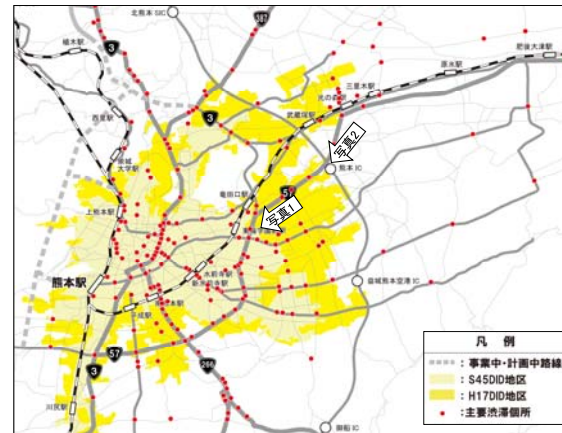 北熊本SIC
387
3
植木駅
肥後大津駅
原水駅
三里木駅
光の森駅
西里駅
3
武蔵塚駅
崇城
大学駅
写真2
熊本IC
竜田口駅
57
上熊本駅
写真1
熊本駅
水前寺駅
新水前寺駅
益城熊本空港IC
平成駅
57
3
266
川尻駅
御船IC
凡例
:事業中・計画中路線
:S45DID地区
:H17DID地区
:主要渋滞個所